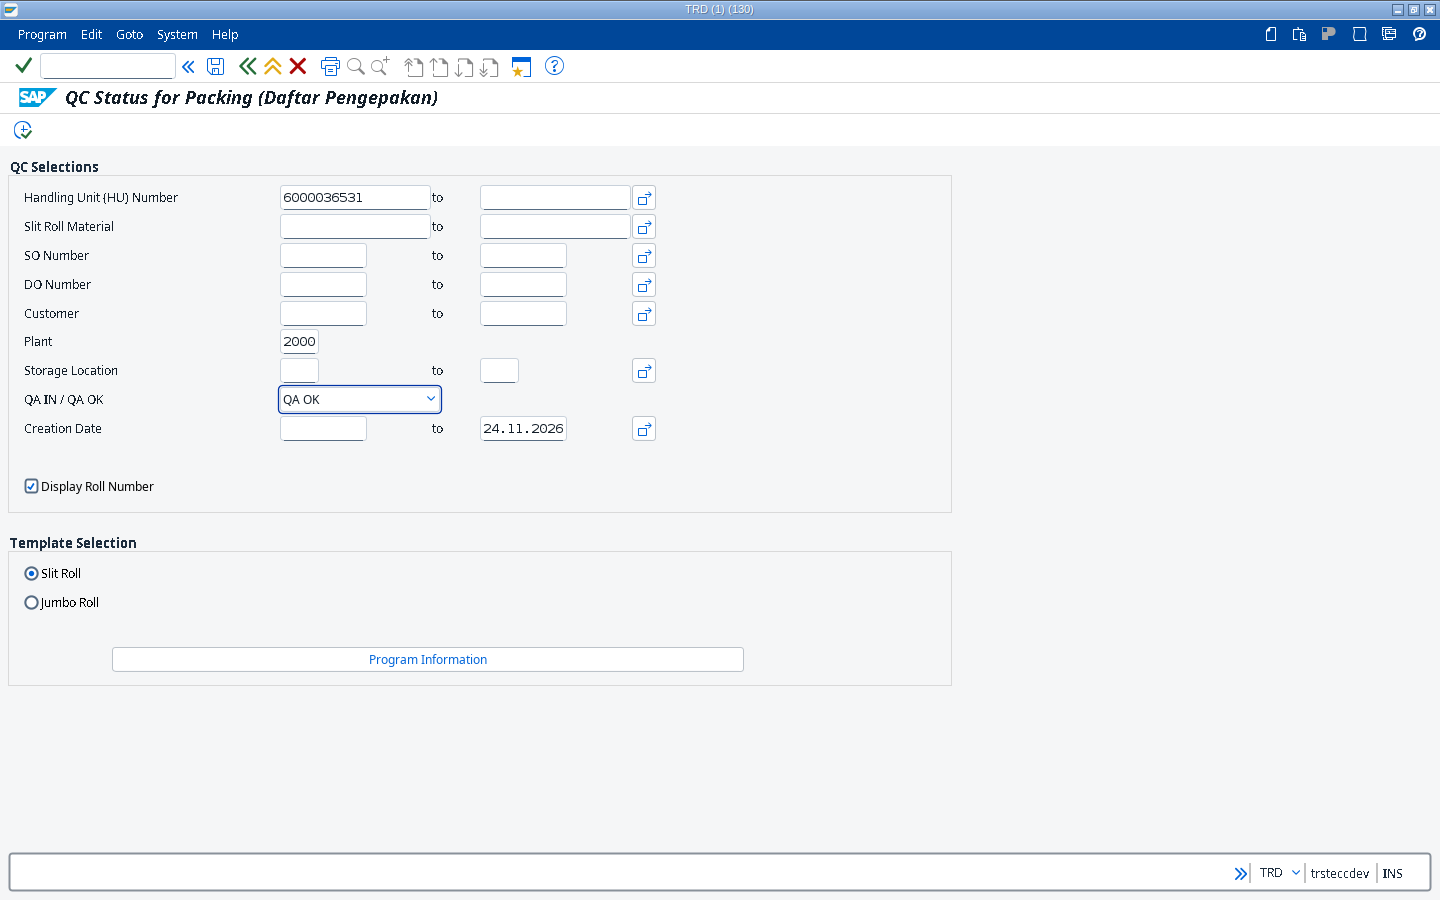 TRD (1) (130)
Program Edit Goto System Help
SAP QC Status for Packing (Daftar Pengepakan)
QC Selections
Handling Unit (HU) Number 6000036531 to
Slit Roll Material to
SO Number to
DO Number to
Customer to
Plant 2000
Storage Location to
QA IN / QA OK QA OK
Creation Date to 24.11.2026
Display Roll Number
Template Selection
Slit Roll
Jumbo Roll
Program Information
TRD trsteccdev INS